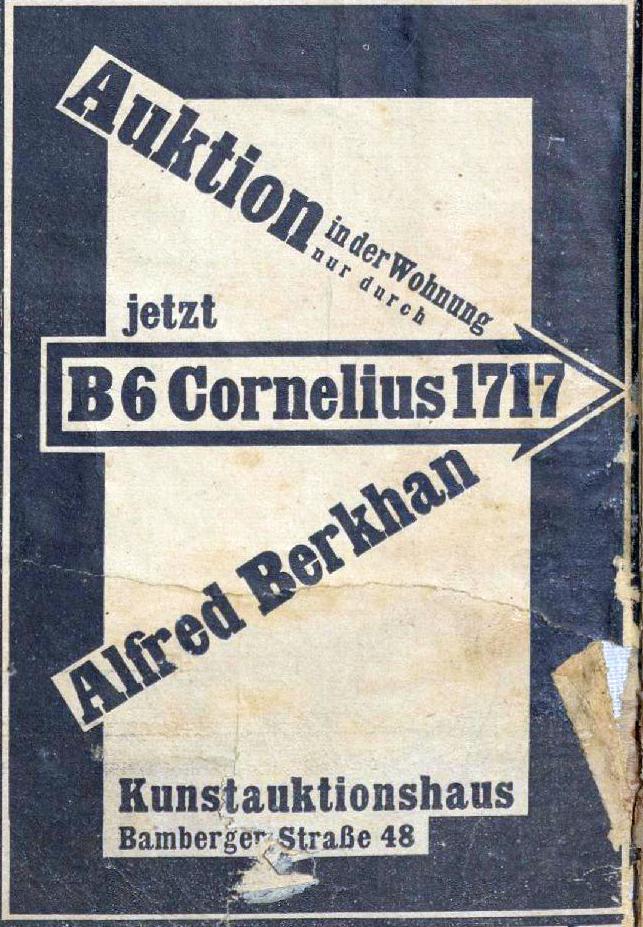 Auktion
in der Wohnung
nur durch
jetzt
B 6 Cornelius 1717
Alfred Berkhan
Kunstauktionshaus
Bamberger Straße 48